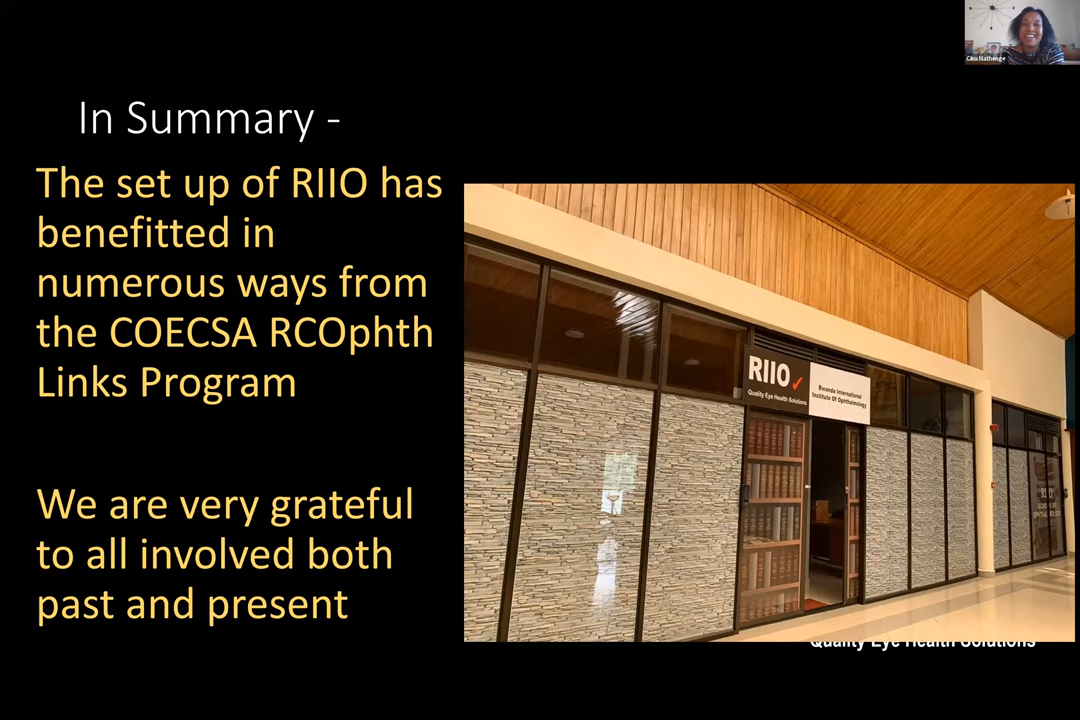 Ciku Mathenge
In Summary -
The set up of RIIO has
benefitted in
numerous ways from
the COECSA RCOphth
Links Program
We are very grateful
to all involved both
past and present
RIIO✓
Quality Eye Health Solutions
Rwanda International
Institute Of Ophthalmology
Quality Eye Health Solutions